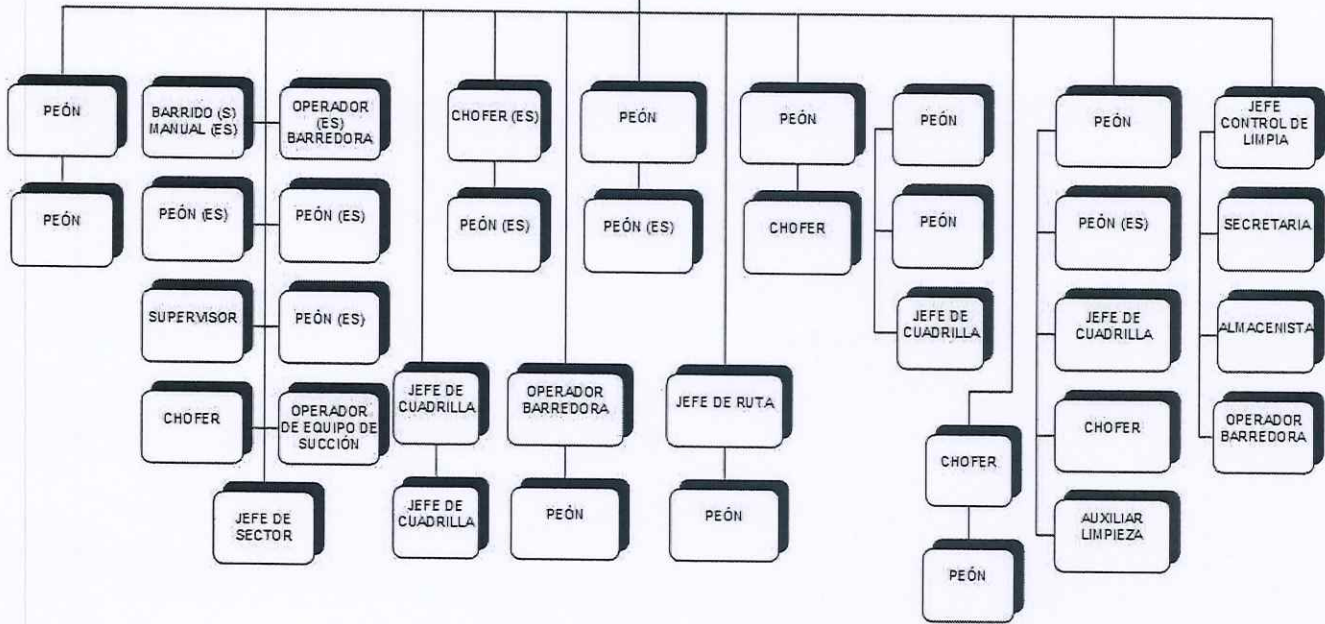 PEÓN
PEÓN
BARRIDO (S)
MANUAL (ES)
OPERADOR
(ES)
BARREDORA
PEÓN (ES)
PEÓN (ES)
SUPERVISOR
PEÓN (ES)
CHOFER
OPERADOR
DE EQUIPO DE
SUCCIÓN
JEFE DE
SECTOR
JEFE DE
CUADRILLA
JEFE DE
CUADRILLA
CHOFER (ES)
PEÓN (ES)
OPERADOR
BARREDORA
PEÓN
PEÓN
PEÓN (ES)
JEFE DE RUTA
PEÓN
PEÓN
CHOFER
PEÓN
PEÓN
JEFE DE
CUADRILLA
CHOFER
PEÓN
PEÓN
PEÓN (ES)
JEFE DE
CUADRILLA
CHOFER
AUXILIAR
LIMPIEZA
JEFE
CONTROL DE
LIMPIA
SECRETARIA
ALMACENISTA
OPERADOR
BARREDORA